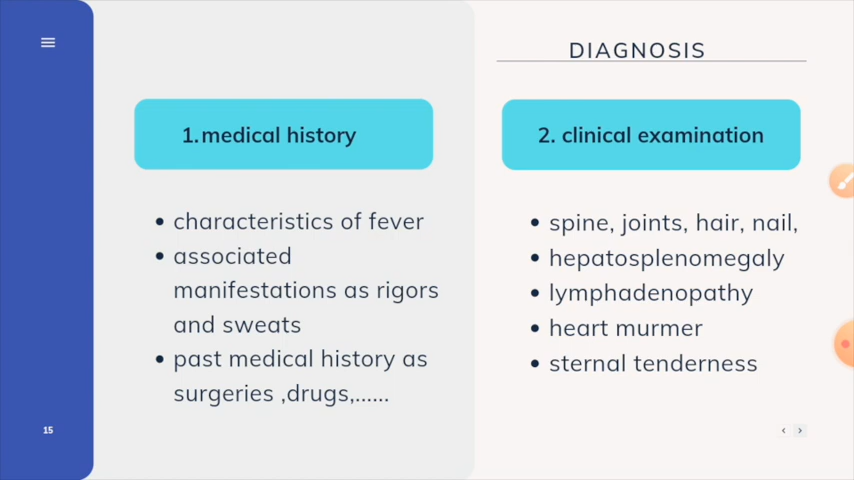 DIAGNOSIS
1.medical history
characteristics of fever
associated
manifestations as rigors
and sweats
past medical history as
surgeries ,drugs,......
2. clinical examination
spine, joints, hair, nail,
hepatosplenomegaly
lymphadenopathy
heart murmer
sternal tenderness
15